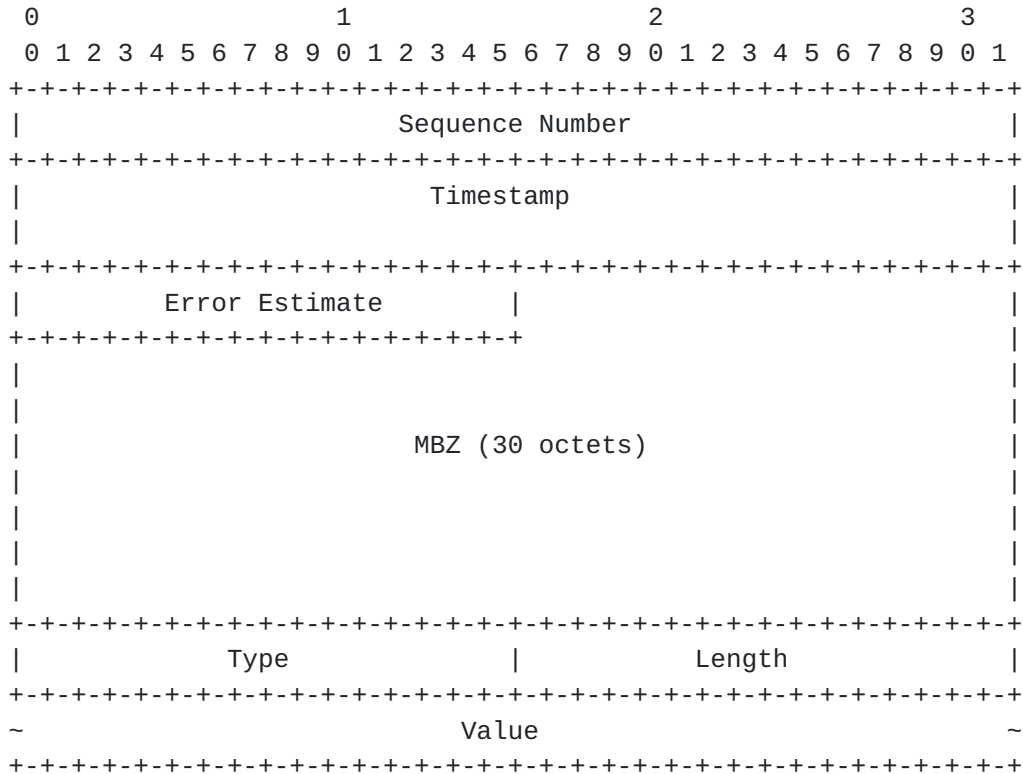 0                   1                   2                   3
 0 1 2 3 4 5 6 7 8 9 0 1 2 3 4 5 6 7 8 9 0 1 2 3 4 5 6 7 8 9 0 1
+-+-+-+-+-+-+-+-+-+-+-+-+-+-+-+-+-+-+-+-+-+-+-+-+-+-+-+-+-+-+-+-+
|                        Sequence Number                        |
+-+-+-+-+-+-+-+-+-+-+-+-+-+-+-+-+-+-+-+-+-+-+-+-+-+-+-+-+-+-+-+-+
|                          Timestamp                            |
|                                                               |
+-+-+-+-+-+-+-+-+-+-+-+-+-+-+-+-+-+-+-+-+-+-+-+-+-+-+-+-+-+-+-+-+
|         Error Estimate        |                               |
+-+-+-+-+-+-+-+-+-+-+-+-+-+-+-+-+                               |
|                                                               |
|                                                               |
|                         MBZ (30 octets)                       |
|                                                               |
|                                                               |
|                                                               |
|                                                               |
+-+-+-+-+-+-+-+-+-+-+-+-+-+-+-+-+-+-+-+-+-+-+-+-+-+-+-+-+-+-+-+-+
|             Type              |           Length              |
+-+-+-+-+-+-+-+-+-+-+-+-+-+-+-+-+-+-+-+-+-+-+-+-+-+-+-+-+-+-+-+-+
~                            Value                              ~
+-+-+-+-+-+-+-+-+-+-+-+-+-+-+-+-+-+-+-+-+-+-+-+-+-+-+-+-+-+-+-+-+